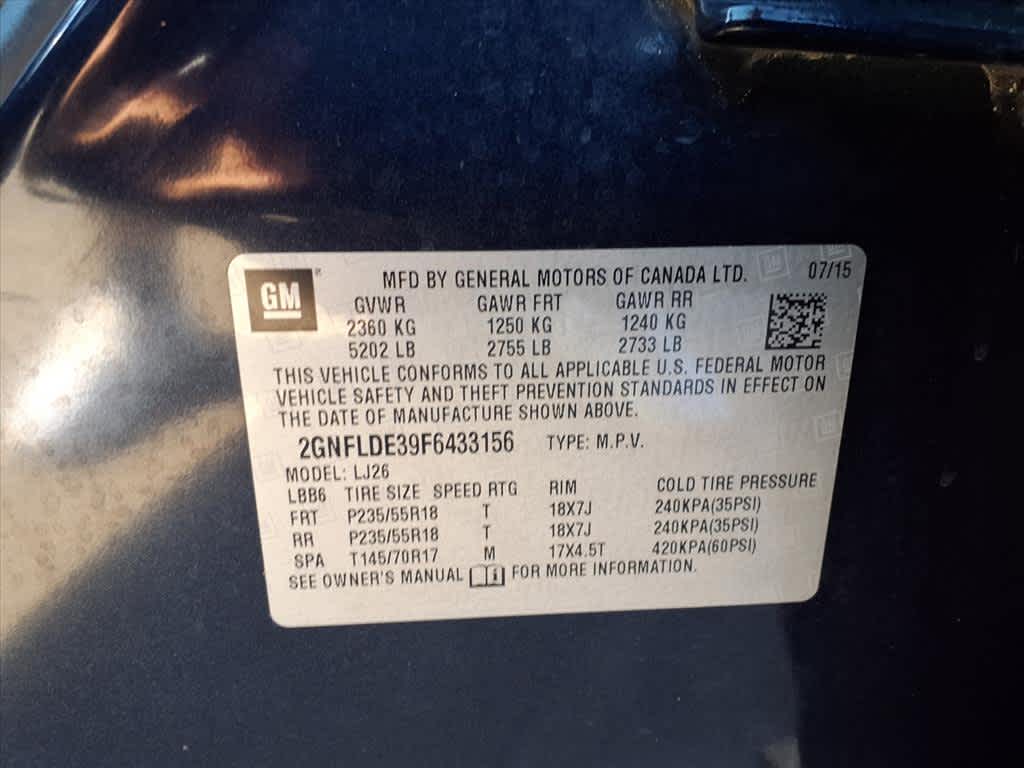 GM MFD BY GENERAL MOTORS OF CANADA LTD. 07/15
GVWR GAWR FRT GAWR RR
2360 KG 1250 KG 1240 KG
5202 LB 2755 LB 2733 LB
THIS VEHICLE CONFORMS TO ALL APPLICABLE U.S. FEDERAL MOTOR
VEHICLE SAFETY AND THEFT PREVENTION STANDARDS IN EFFECT ON
THE DATE OF MANUFACTURE SHOWN ABOVE.
2GNFLDE39F6433156 TYPE: M.P.V.
MODEL: LJ26
LBB6 TIRE SIZE SPEED RTG RIM COLD TIRE PRESSURE
FRT P235/55R18 T 18X7J 240KPA(35PSI)
RR P235/55R18 T 18X7J 240KPA(35PSI)
SPA T145/70R17 M 17X4.5T 420KPA(60PSI)
SEE OWNER'S MANUAL FOR MORE INFORMATION.